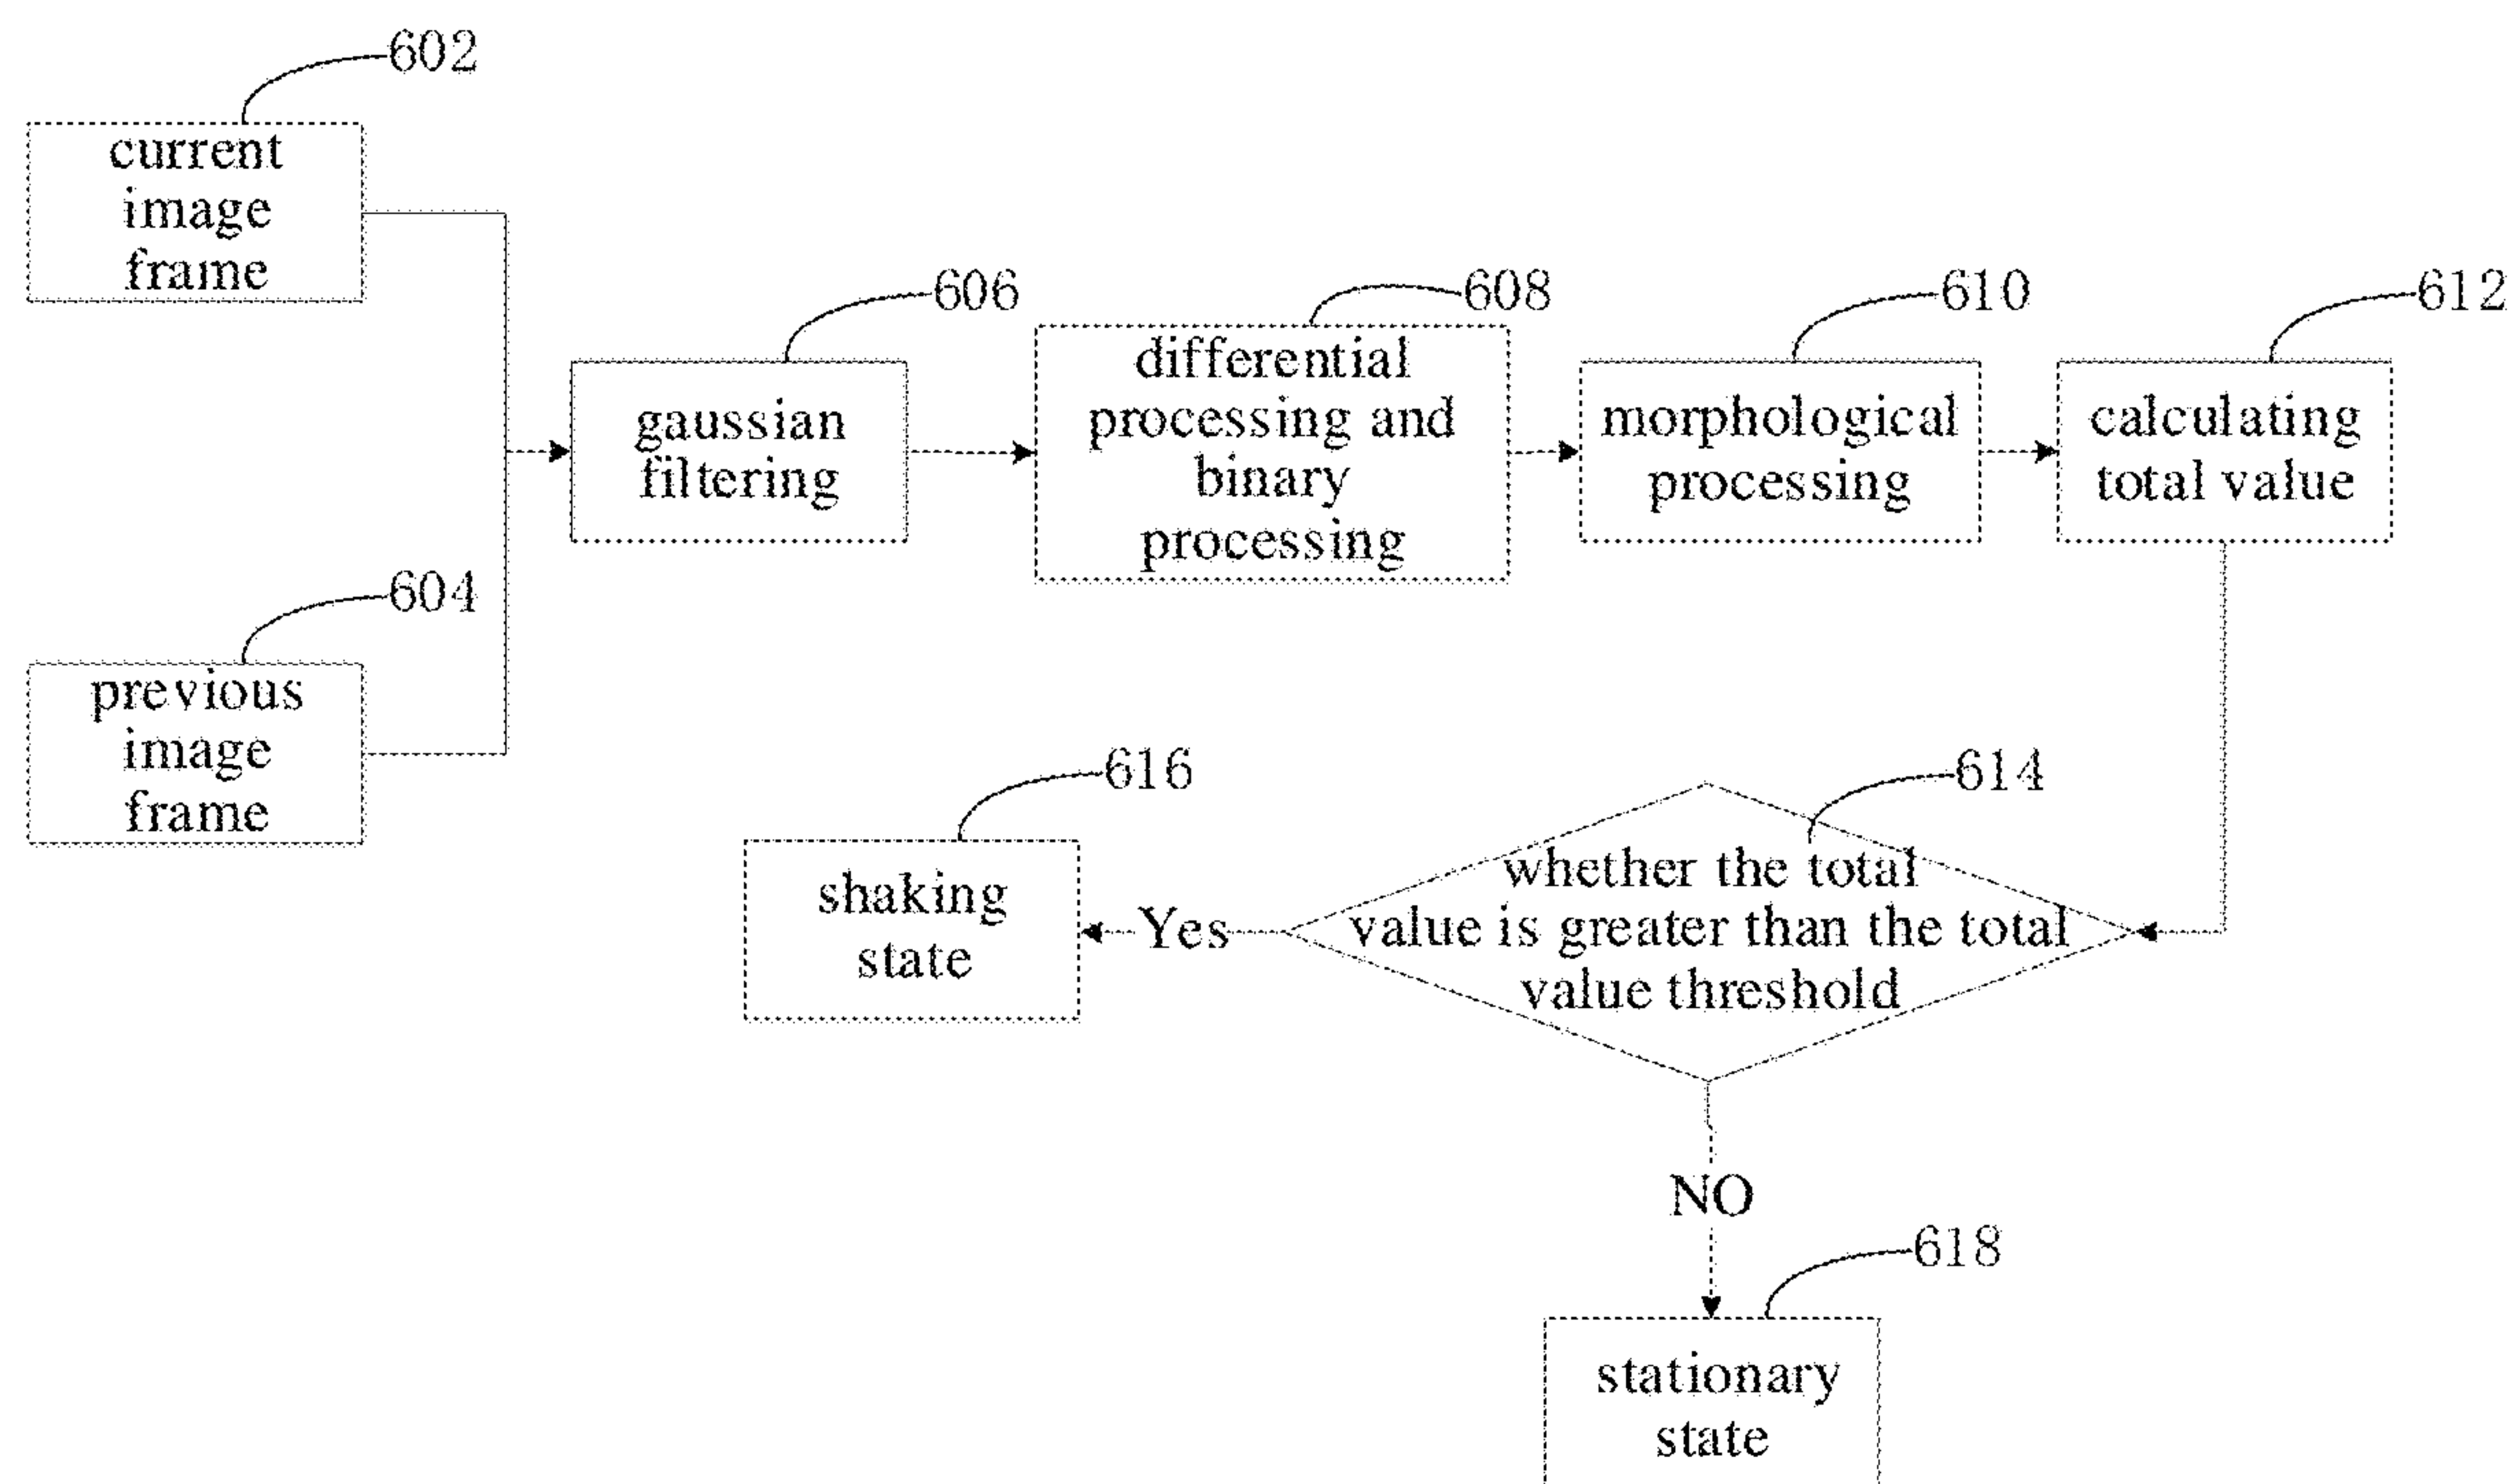 602
current
image
frame
606
608
610
612
gaussian
filtering
differential
processing and
binary
processing
morphological
processing
calculating
total value
604
previous
image
frame
616
614
shaking
state
Yes
whether the total
value is greater than the total
value threshold
NO
618
stationary
state